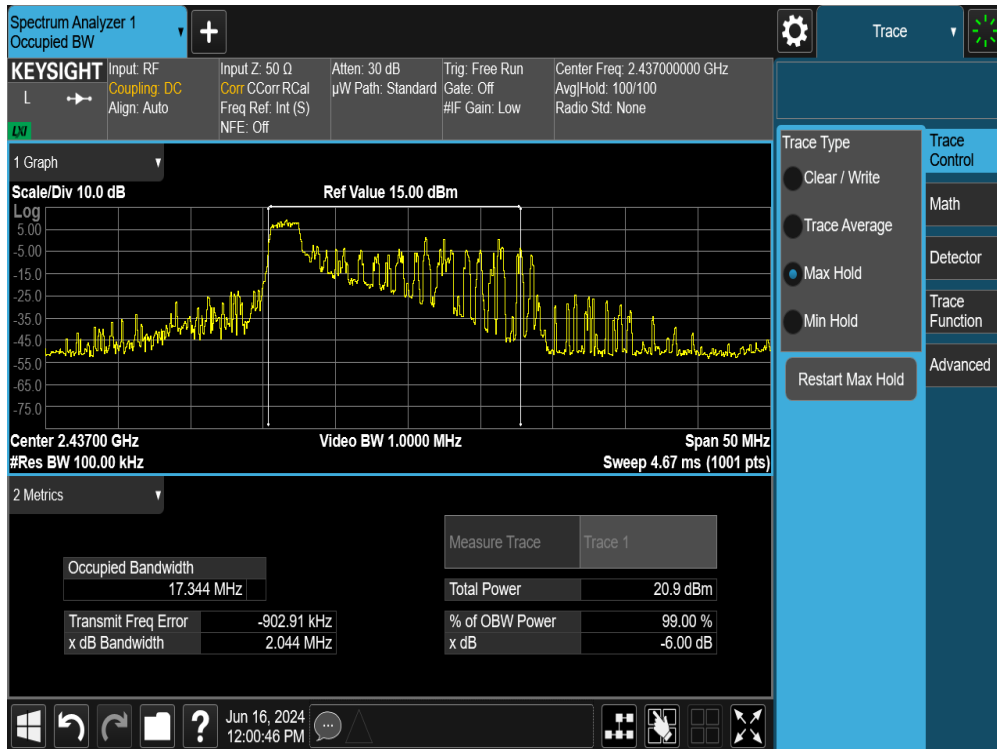 Spectrum Analyzer 1
Occupied BW
+
Trace
KEYSIGHT
L
LXI
Input: RF
Coupling: DC
Align: Auto
Input Z: 50 Ω
Corr CCorr RCal
Freq Ref: Int (S)
NFE: Off
Atten: 30 dB
µW Path: Standard
Trig: Free Run
Gate: Off
#IF Gain: Low
Center Freq: 2.437000000 GHz
Avg|Hold: 100/100
Radio Std: None
1 Graph
Scale/Div 10.0 dB
Ref Value 15.00 dBm
Log
5.00
-5.00
-15.0
-25.0
-35.0
-45.0
-55.0
-65.0
-75.0
Center 2.43700 GHz
Video BW 1.0000 MHz
Span 50 MHz
#Res BW 100.00 kHz
Sweep 4.67 ms (1001 pts)
2 Metrics
Measure Trace
Trace 1
Occupied Bandwidth
17.344 MHz
Total Power
20.9 dBm
Transmit Freq Error
-902.91 kHz
% of OBW Power
99.00 %
x dB Bandwidth
2.044 MHz
x dB
-6.00 dB
Trace Type
Clear / Write
Trace Average
Max Hold
Min Hold
Restart Max Hold
Trace
Control
Math
Detector
Trace
Function
Advanced
?
Jun 16, 2024
12:00:46 PM